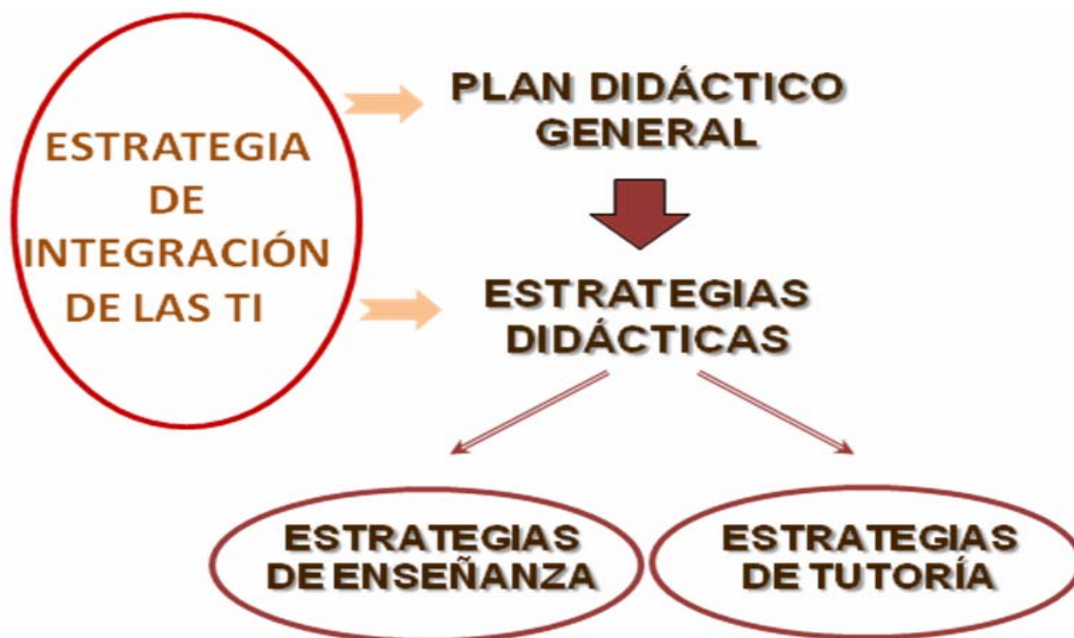 ESTRATEGIA
DE
INTEGRACIÓN
DE LAS TI
PLAN DIDÁCTICO
GENERAL
ESTRATEGIAS
DIDÁCTICAS
ESTRATEGIAS
DE ENSEÑANZA
ESTRATEGIAS
DE TUTORÍA